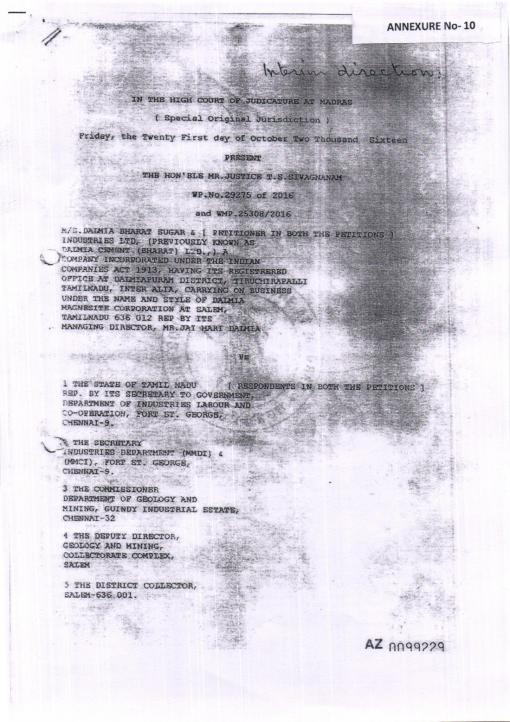 ANNEXURE No- 10
Interim direction
IN THE HIGH COURT OF JUDICATURE AT MADRAS
( Special Original Jurisdiction )
Friday, the Twenty First day of October Two Thousand Sixteen
PRESENT
THE HON'BLE MR.JUSTICE T.S.SIVAGNANAM
WP.No.29275 of 2016
and WMP.25308/2016
M/S.DALMIA BHARAT SUGAR & [ PETITIONER IN BOTH THE PETITIONS ]
INDUSTRIES LTD, (PREVIOUSLY KNOWN AS
DALMIA CEMENT (BHARAT) LTD.,) A
COMPANY INCORPORATED UNDER THE INDIAN
COMPANIES ACT 1913, HAVING ITS REGISTRERED
OFFICE AT DALMIAPURAM DISTRICT, TIRUCHIRAPALLI
TAMILNADU, INTER ALIA, CARRYING ON BUSINESS
UNDER THE NAME AND STYLE OF DALMIA
MAGNESITE CORPORATION AT SALEM,
TAMILNADU 636 012 REP BY ITS
MANAGING DIRECTOR, MR.JAI HARI DALMIA
VS
1 THE STATE OF TAMIL NADU [ RESPONDENTS IN BOTH THE PETITIONS ]
REP. BY ITS SECRETARY TO GOVERNMENT,
DEPARTMENT OF INDUSTRIES LABOUR AND
CO-OPERATION, FORT ST. GEORGE,
CHENNAI-9.
THE SECRETARY
INDUSTRIES DEPARTMENT (MMDI) &
(MMCI), FORT ST. GEORGE,
CHENNAI-9.
3 THE COMMISSIONER
DEPARTMENT OF GEOLOGY AND
MINING, GUINDY INDUSTRIAL ESTATE,
CHENNAI-32
4 THE DEPUTY DIRECTOR,
GEOLOGY AND MINING,
COLLECTORATE COMPLEX,
SALEM
5 THE DISTRICT COLLECTOR,
SALEM-636 001.
AZ 0099229